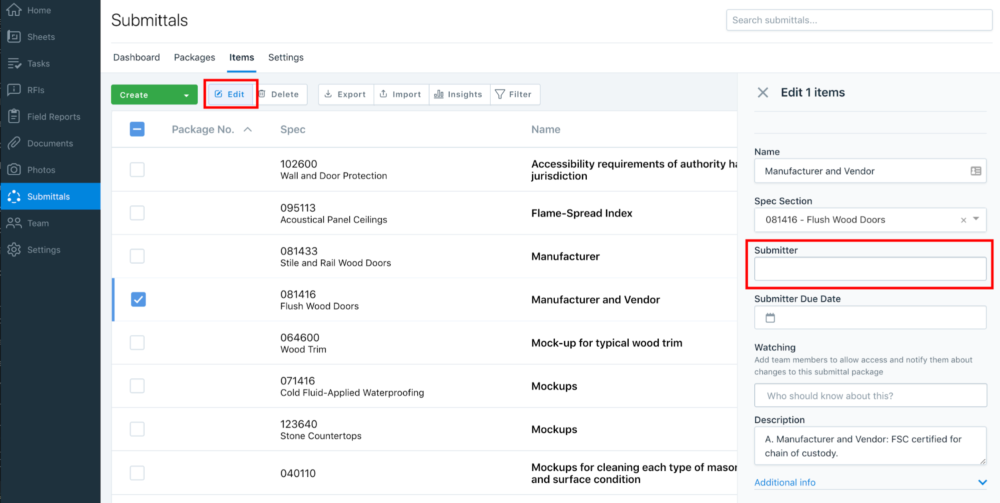 Home
Sheets
Tasks
RFIs
Field Reports
Documents
Photos
Submittals
Team
Settings
Submittals
Search submittals...
Dashboard
Packages
Items
Settings
Create
Edit
Delete
Export
Import
Insights
Filter
Package No.
Spec
Name
102600
Wall and Door Protection
Accessibility requirements of authority ha
jurisdiction
095113
Acoustical Panel Ceilings
Flame-Spread Index
081433
Stile and Rail Wood Doors
Manufacturer
081416
Flush Wood Doors
Manufacturer and Vendor
064600
Wood Trim
Mock-up for typical wood trim
071416
Cold Fluid-Applied Waterproofing
Mockups
123640
Stone Countertops
Mockups
040110
Mockups for cleaning each type of mason
and surface condition
Edit 1 items
Name
Manufacturer and Vendor
Spec Section
081416 - Flush Wood Doors
Submitter
Submitter Due Date
Watching
Add team members to allow access and notify them about
changes to this submittal package
Who should know about this?
Description
A. Manufacturer and Vendor: FSC certified for
chain of custody.
Additional info